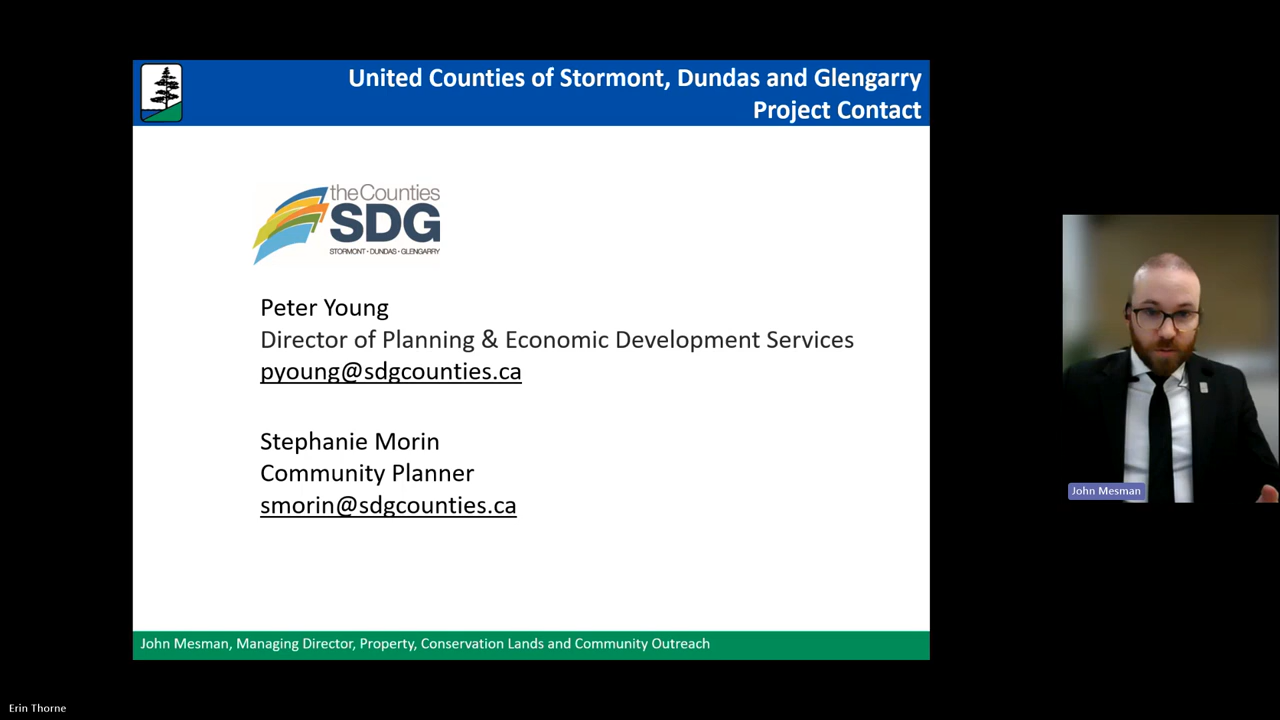 United Counties of Stormont, Dundas and Glengarry
Project Contact
theCounties
SDG
STORMONT • DUNDAS • GLENGARRY
Peter Young
Director of Planning & Economic Development Services
pyoung@sdgcounties.ca
Stephanie Morin
Community Planner
smorin@sdgcounties.ca
John Mesman
John Mesman, Managing Director, Property, Conservation Lands and Community Outreach
Erin Thorne